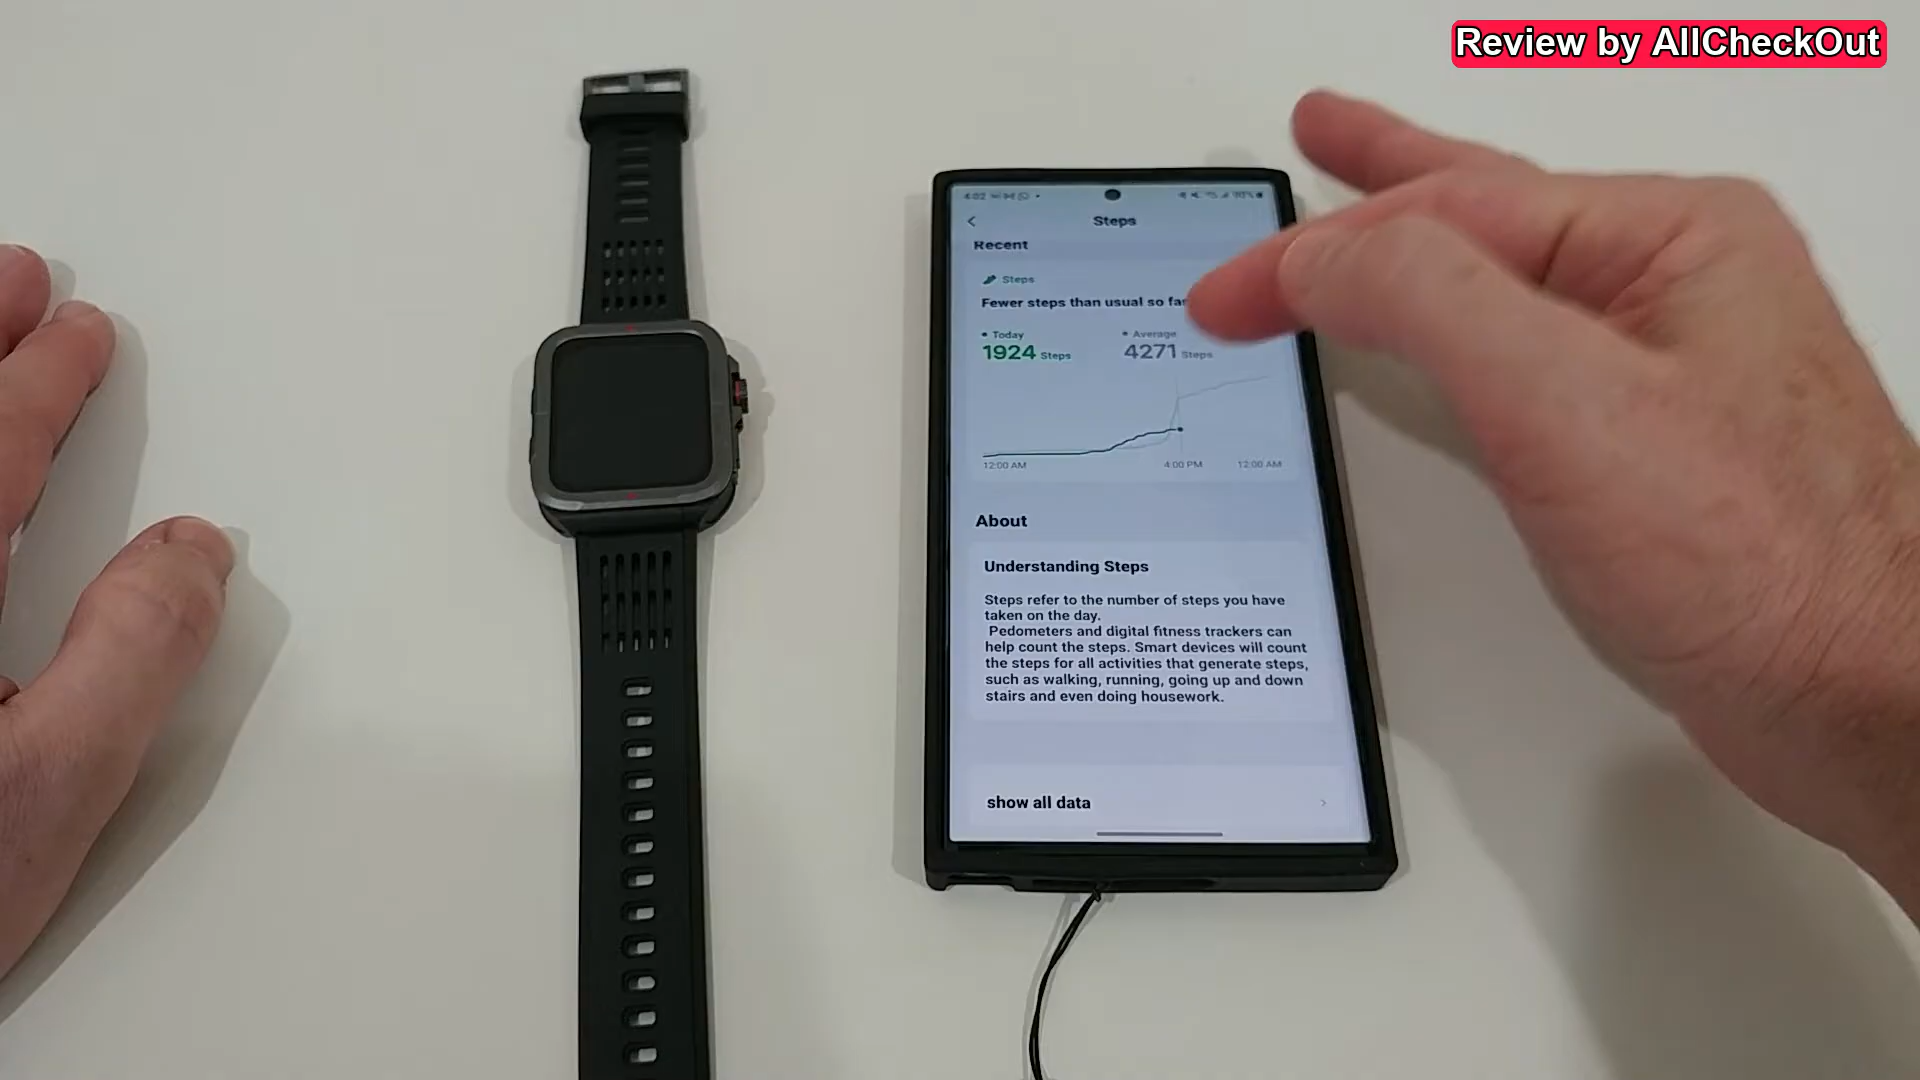 Review by AllCheckOut
4:02
Steps
Recent
Steps
Fewer steps than usual so far
Today
Average
1924 Steps
4271 Steps
12:00 AM
4:00 PM
12:00 AM
About
Understanding Steps
Steps refer to the number of steps you have
taken on the day.
Pedometers and digital fitness trackers can
help count the steps. Smart devices will count
the steps for all activities that generate steps,
such as walking, running, going up and down
stairs and even doing housework.
show all data